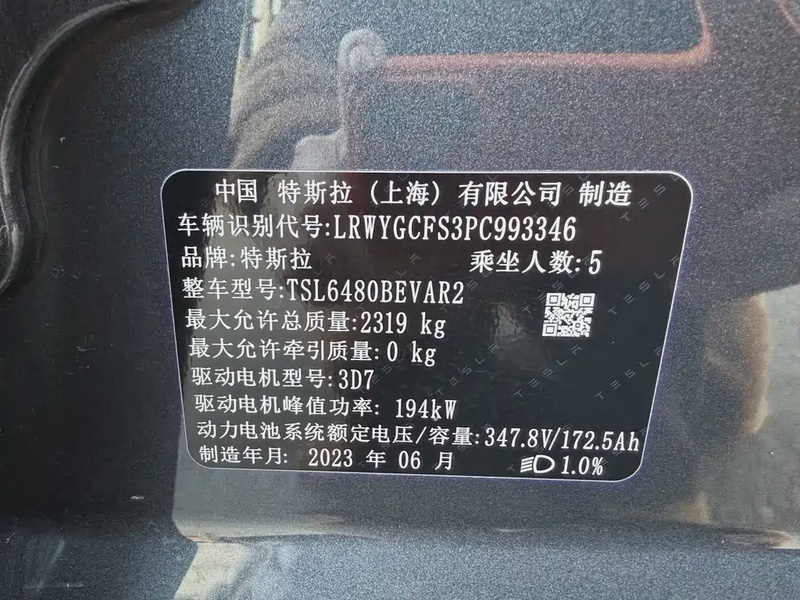 中国 特斯拉 (上海) 有限公司 制造
车辆识别代号:LRWYGCFS3PC993346
品牌:特斯拉 乘坐人数:5
整车型号:TSL6480BEVAR2
最大允许总质量:2319 kg
最大允许牵引质量:0 kg
驱动电机型号:3D7
驱动电机峰值功率: 194kW
动力电池系统额定电压/容量:347.8V/172.5Ah
制造年月: 2023 年 06 月 1.0%